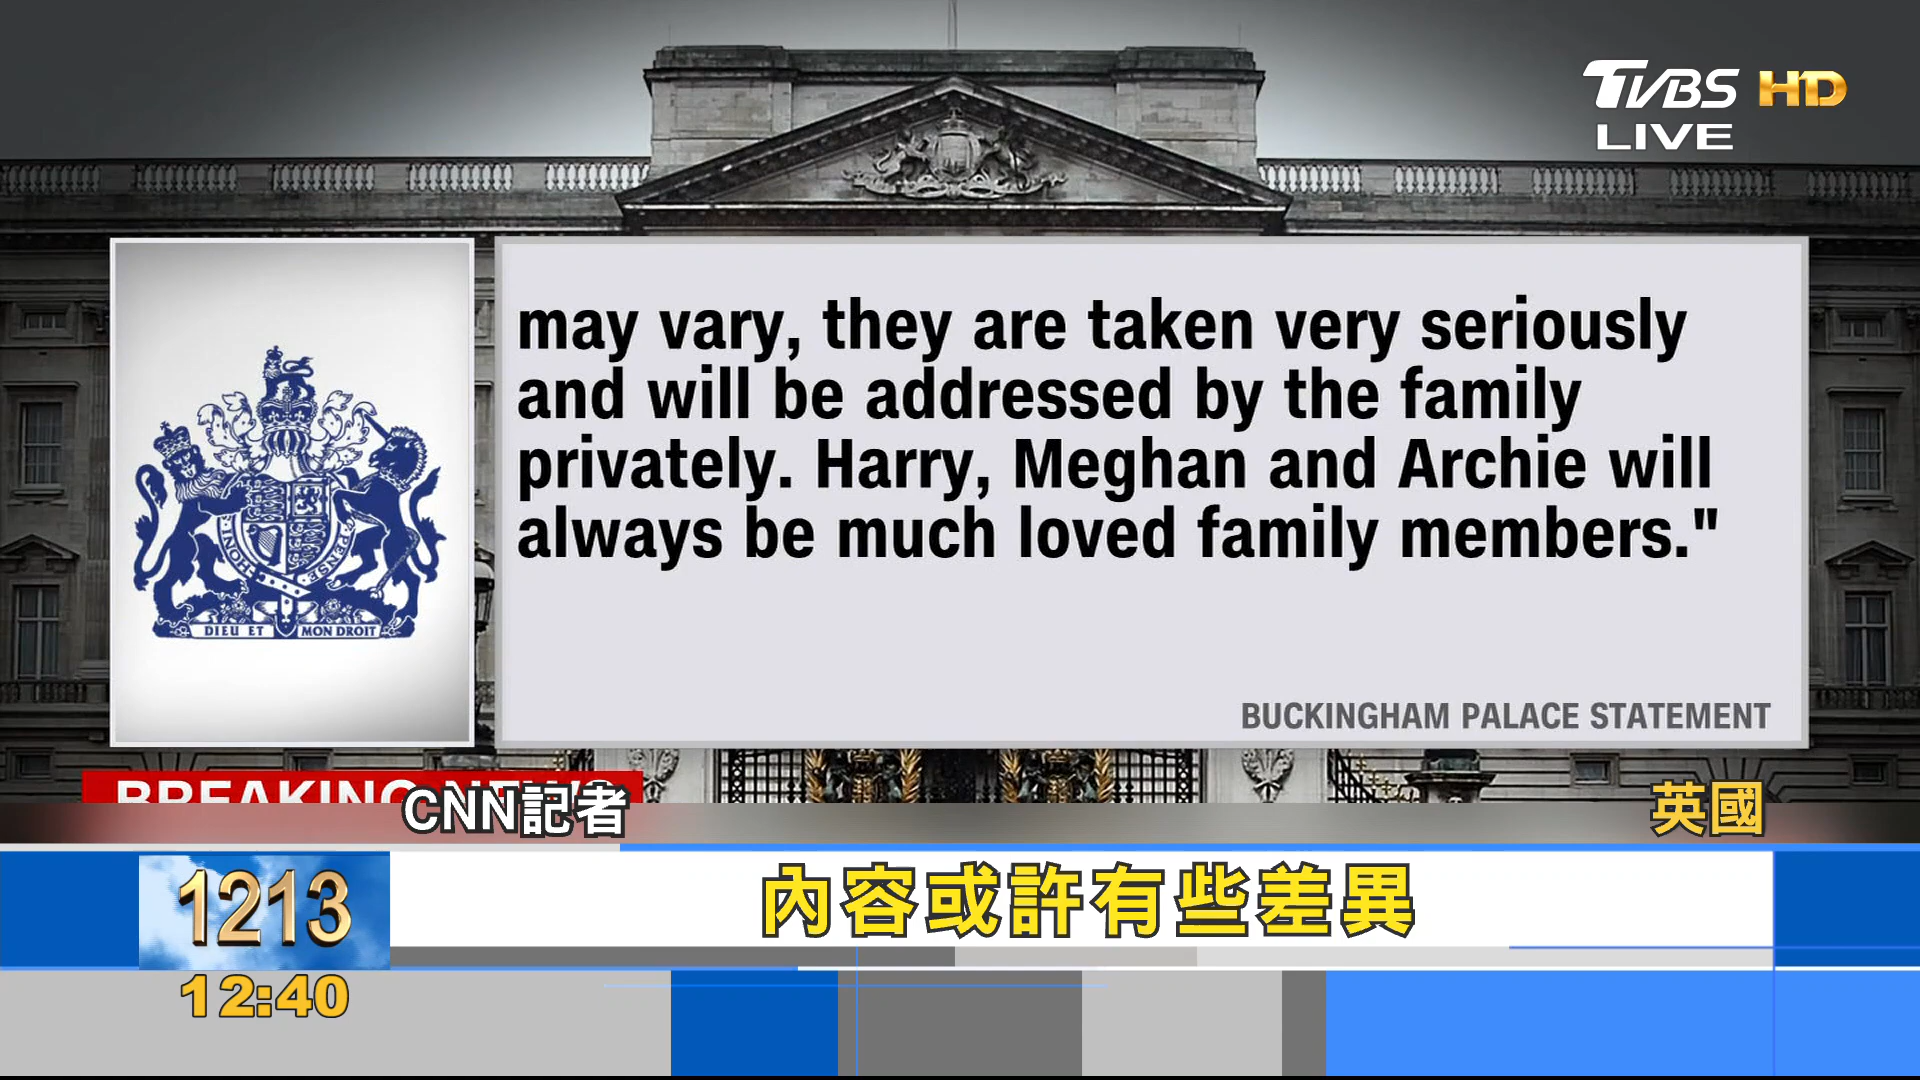 TVBS HD
LIVE
may vary, they are taken very seriously
and will be addressed by the family
privately. Harry, Meghan and Archie will
always be much loved family members."
BUCKINGHAM PALACE STATEMENT
DIEU ET MON DROIT
BREAKING NEWS
CNN記者
英國
1213
內容或許有些差異
12:40